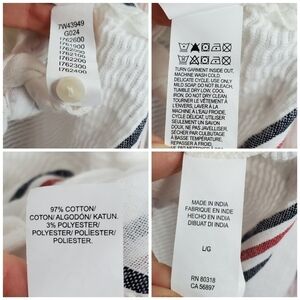 7W43949
G024
1762600
1761900
1762000
1762100
1762200
1762300
1762400
TURN GARMENT INSIDE OUT,
MACHINE WASH COLD,
DELICATE CYCLE, USE ONLY
MILD SOAP, DO NOT BLEACH,
TUMBLE DRY LOW, COOL
IRON, DO NOT DRY CLEAN.
TOURNER LE VÊTEMENT À
L'ENVERS, LAVER À LA
MACHINE À L'EAU FROIDE,
CYCLE DÉLICAT, UTILISER
SEULEMENT UN SAVON
DOUX, NE PAS JAVELLISER,
SÉCHER PAR CULBUTAGE
À BASSE TEMPÉRATURE,
REPASSER À FROID
97% COTTON/
COTON/ ALGODÓN/ KATUN.
3% POLYESTER/
POLYESTER/ POLIÉSTER/
POLIESTER.
MADE IN INDIA
FABRIQUE EN INDE
HECHO EN INDIA
DIBUAT DI INDIA
L/G
RN 80318
CA 56897